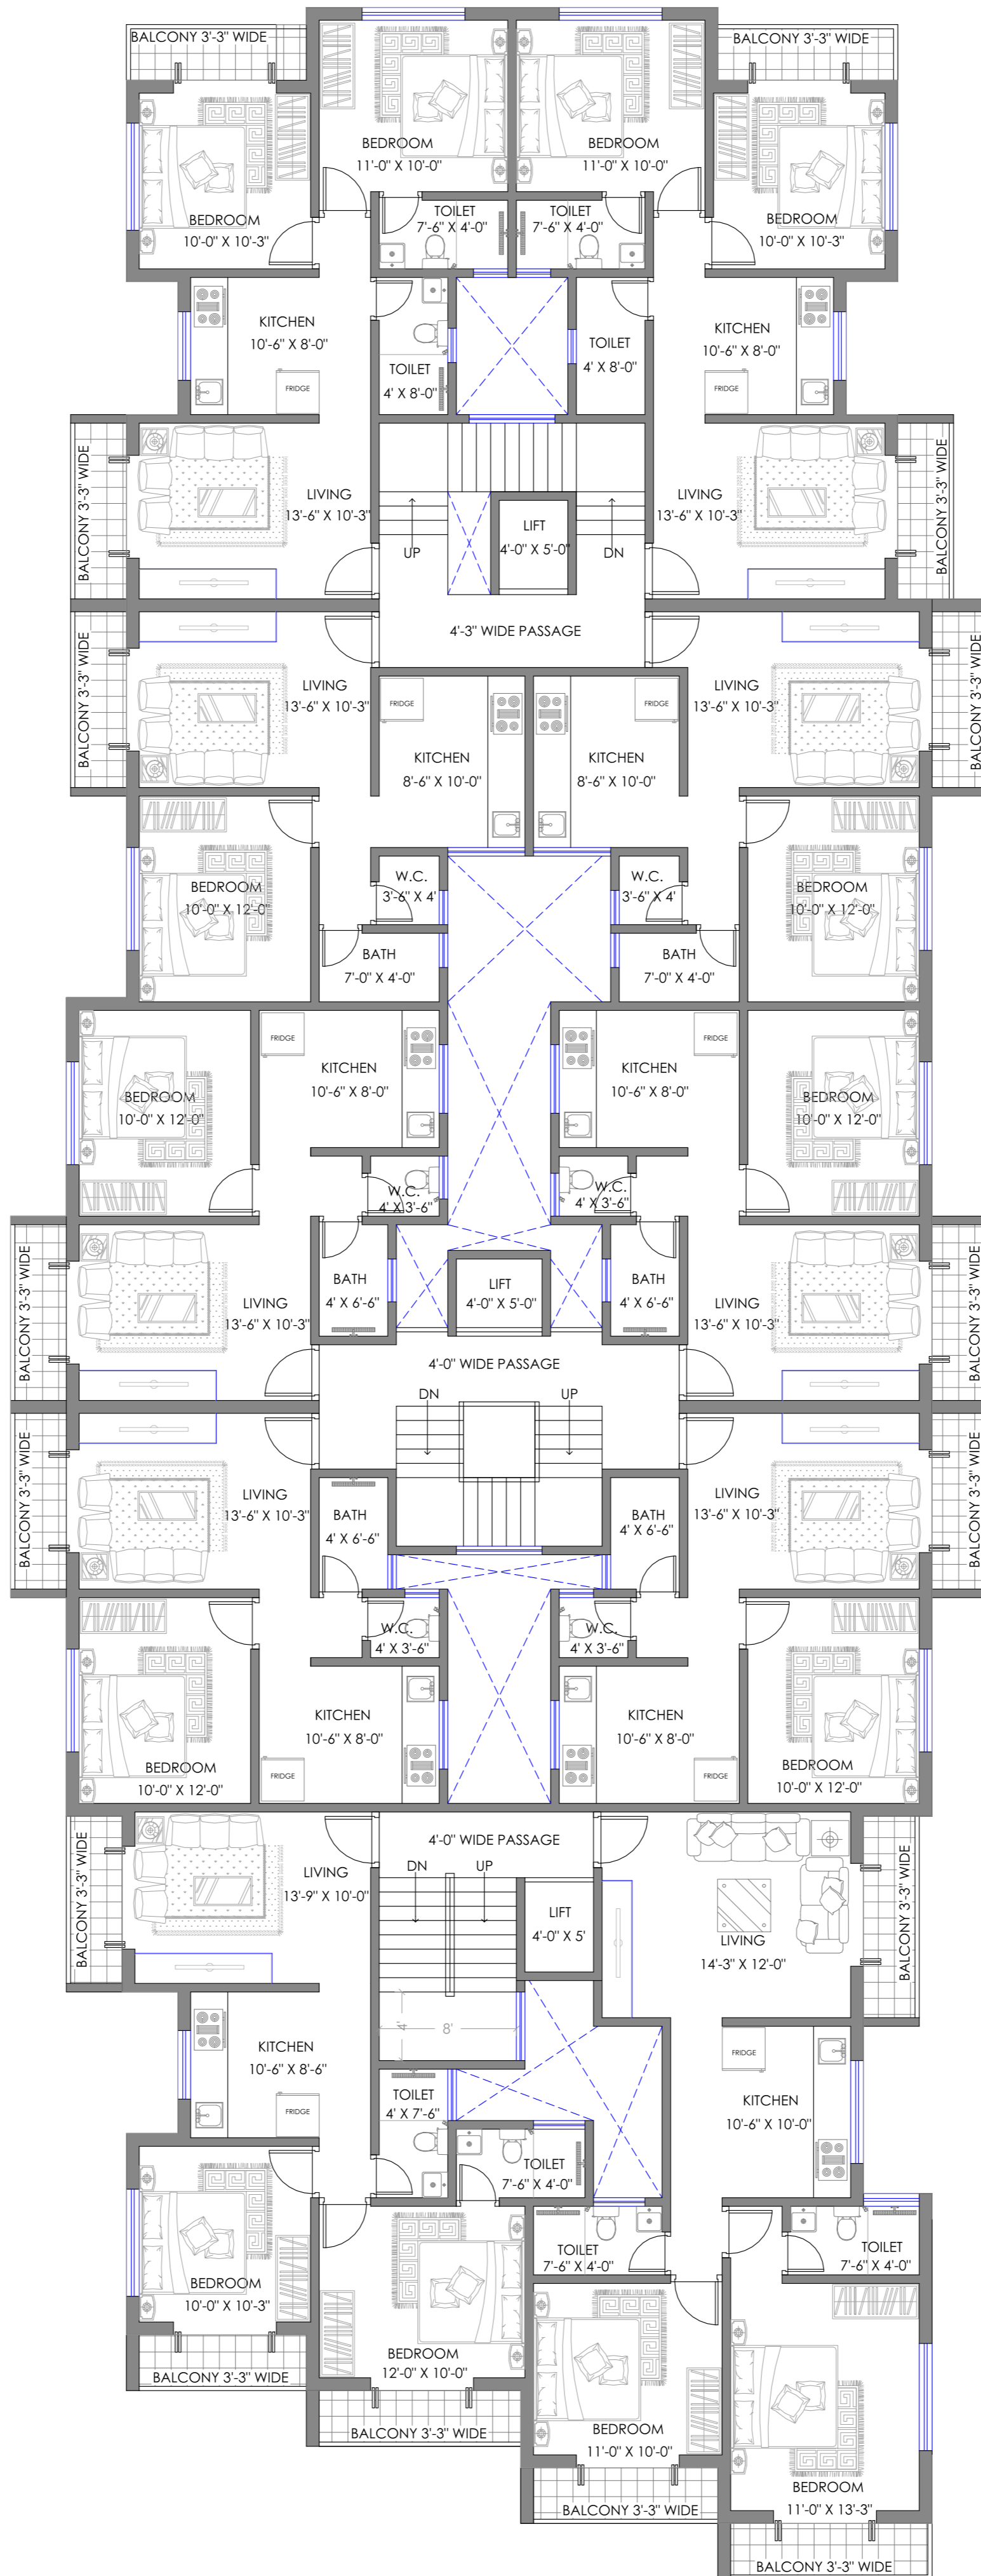 BALCONY 3'-3" WIDE
BALCONY 3'-3" WIDE
BEDROOM
11'-0" X 10'-0"
BEDROOM
11'-0" X 10'-0"
BEDROOM
10'-0" X 10'-3"
TOILET
7'-6" X 4'-0"
TOILET
7'-6" X 4'-0"
BEDROOM
10'-0" X 10'-3"
KITCHEN
10'-6" X 8'-0"
FRIDGE
TOILET
4' X 8'-0"
TOILET
4' X 8'-0"
KITCHEN
10'-6" X 8'-0"
FRIDGE
BALCONY 3'-3" WIDE
LIVING
13'-6" X 10'-3"
UP
LIFT
4'-0" X 5'-0"
DN
LIVING
13'-6" X 10'-3"
BALCONY 3'-3" WIDE
4'-3" WIDE PASSAGE
BALCONY 3'-3" WIDE
LIVING
13'-6" X 10'-3"
FRIDGE
KITCHEN
8'-6" X 10'-0"
FRIDGE
KITCHEN
8'-6" X 10'-0"
LIVING
13'-6" X 10'-3"
BALCONY 3'-3" WIDE
BEDROOM
10'-0" X 12'-0"
W.C.
3'-6" X 4'
W.C.
3'-6" X 4'
BEDROOM
10'-0" X 12'-0"
BATH
7'-0" X 4'-0"
BATH
7'-0" X 4'-0"
BEDROOM
10'-0" X 12'-0"
FRIDGE
KITCHEN
10'-6" X 8'-0"
KITCHEN
10'-6" X 8'-0"
FRIDGE
BEDROOM
10'-0" X 12'-0"
W.C.
4' X 3'-6"
W.C.
4' X 3'-6"
BALCONY 3'-3" WIDE
LIVING
13'-6" X 10'-3"
BATH
4' X 6'-6"
LIFT
4'-0" X 5'-0"
BATH
4' X 6'-6"
LIVING
13'-6" X 10'-3"
BALCONY 3'-3" WIDE
4'-0" WIDE PASSAGE
DN
UP
BALCONY 3'-3" WIDE
LIVING
13'-6" X 10'-3"
BATH
4' X 6'-6"
BATH
4' X 6'-6"
LIVING
13'-6" X 10'-3"
BALCONY 3'-3" WIDE
W.C.
4' X 3'-6"
W.C.
4' X 3'-6"
BEDROOM
10'-0" X 12'-0"
FRIDGE
KITCHEN
10'-6" X 8'-0"
KITCHEN
10'-6" X 8'-0"
FRIDGE
BEDROOM
10'-0" X 12'-0"
BALCONY 3'-3" WIDE
LIVING
13'-9" X 10'-0"
4'-0" WIDE PASSAGE
DN
UP
LIFT
4'-0" X 5'
LIVING
14'-3" X 12'-0"
BALCONY 3'-3" WIDE
4'
8'
KITCHEN
10'-6" X 8'-6"
FRIDGE
TOILET
4' X 7'-6"
FRIDGE
KITCHEN
10'-6" X 10'-0"
TOILET
7'-6" X 4'-0"
TOILET
7'-6" X 4'-0"
TOILET
7'-6" X 4'-0"
BEDROOM
10'-0" X 10'-3"
BEDROOM
12'-0" X 10'-0"
BALCONY 3'-3" WIDE
BALCONY 3'-3" WIDE
BEDROOM
11'-0" X 10'-0"
BEDROOM
11'-0" X 13'-3"
BALCONY 3'-3" WIDE
BALCONY 3'-3" WIDE